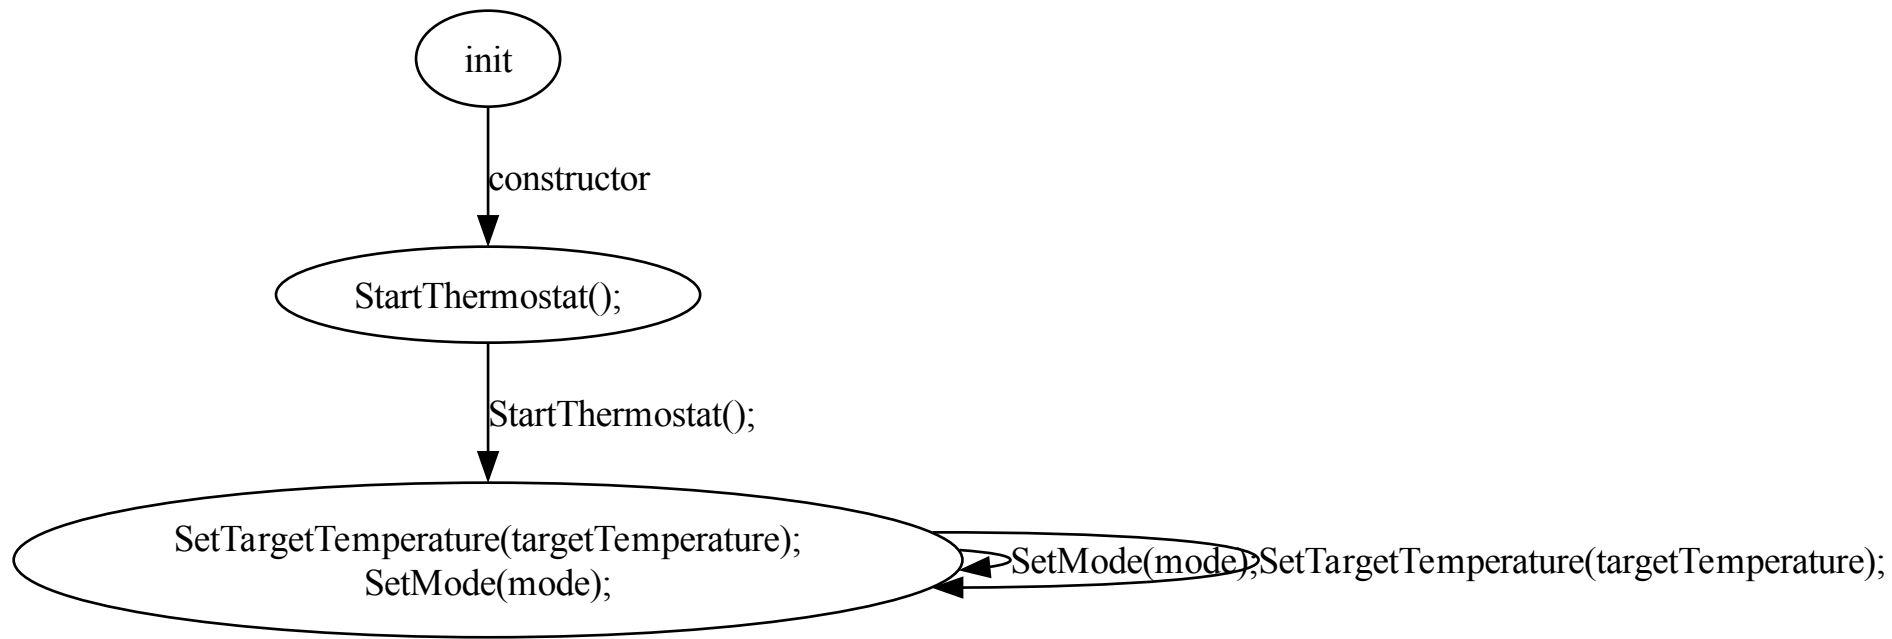 init
constructor
StartThermostat();
StartThermostat();
SetTargetTemperature(targetTemperature);
SetMode(mode);
SetMode(mode);
SetTargetTemperature(targetTemperature);